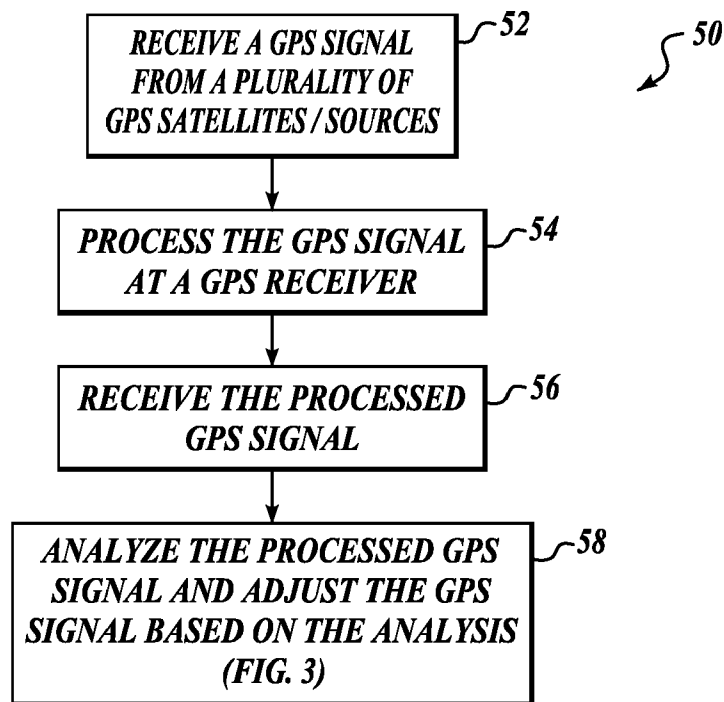 50
RECEIVE A GPS SIGNAL
FROM A PLURALITY OF
GPS SATELLITES / SOURCES
52
PROCESS THE GPS SIGNAL
AT A GPS RECEIVER
54
RECEIVE THE PROCESSED
GPS SIGNAL
56
ANALYZE THE PROCESSED GPS
SIGNAL AND ADJUST THE GPS
SIGNAL BASED ON THE ANALYSIS
(FIG. 3)
58